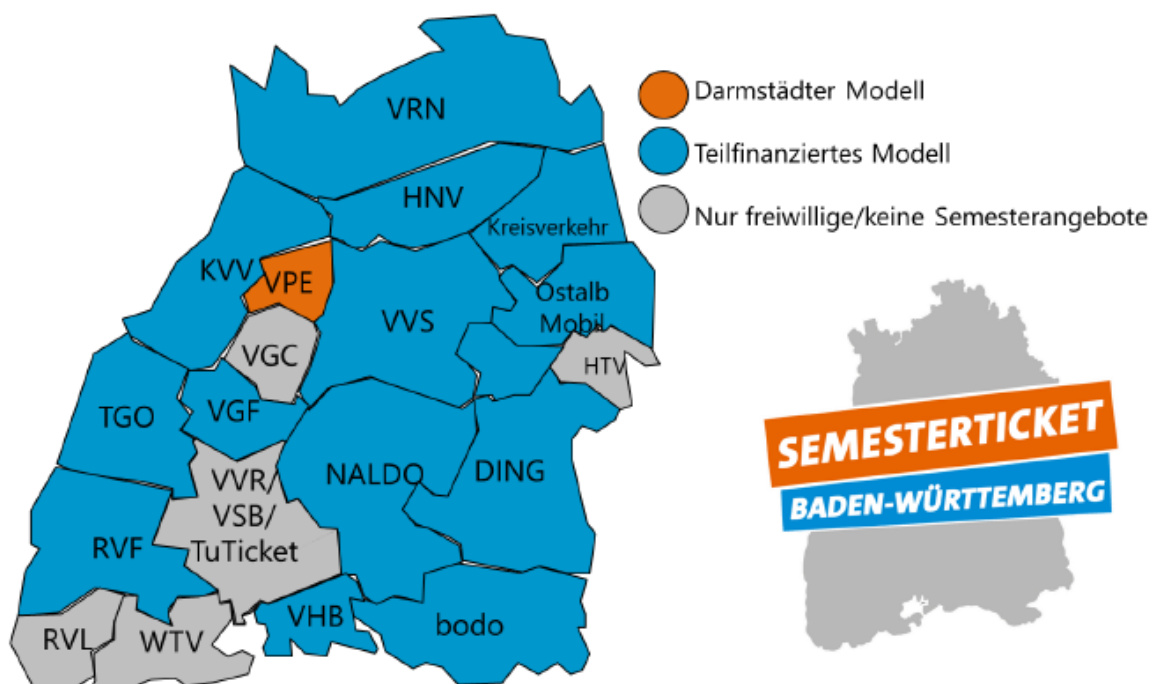 VRN
HNV
Kreisverkehr
KVV
VPE
VVS
Ostalb
Mobil
VGC
HTV
TGO
VGF
VVR/
VSB/
TuTicket
NALDO
DING
RVF
RVL
WTV
VHB
bodo
Darmstädter Modell
Teilfinanziertes Modell
Nur freiwillige/keine Semesterangebote
SEMESTERTICKET
BADEN-WÜRTTEMBERG